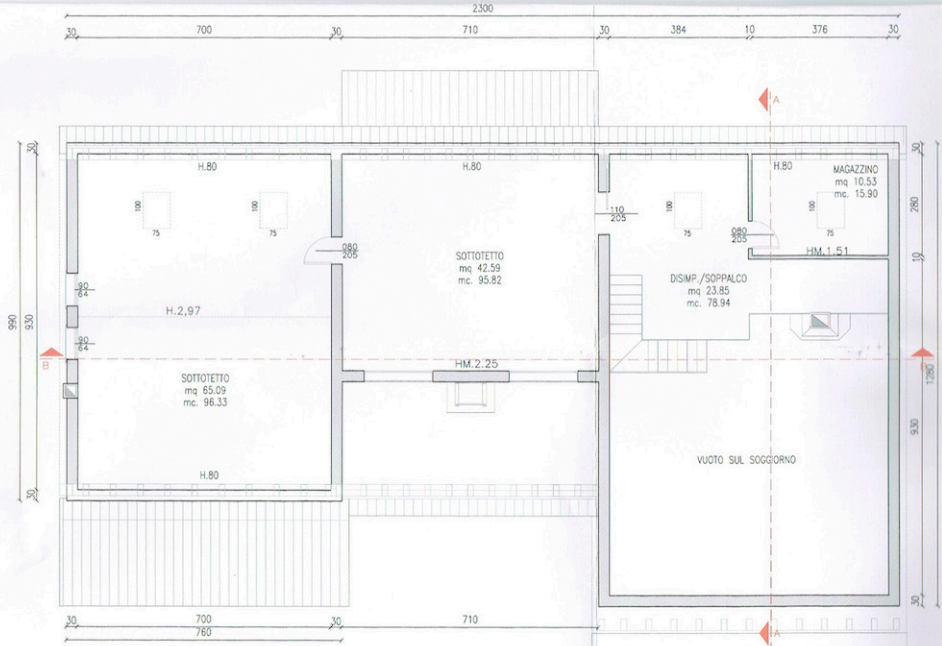 2300
30 700 30 710 30 384 10 376 30
A
30
H.80
H.80
H.80
MAGAZZINO
mq 10.53
mc. 15.90
30
100
75
100
75
100
75
100
75
280
110
205
080
205
080
205
HM.1.51
10
SOTTOTETTO
mq 42.59
mc. 95.82
DISIMP./SOPPALCO
mq 23.85
mc. 78.94
90
64
H.2,97
990
930
90
64
B
HM.2.25
1280
SOTTOTETTO
mq 65.09
mc. 96.33
930
VUOTO SUL SOGGIORNO
H.80
30
30
30 700 30 710
760
A